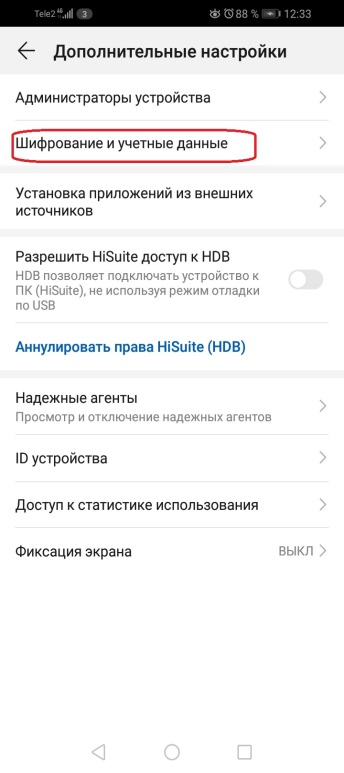 Tele2 4G 3 88 % 12:33
Дополнительные настройки
Администраторы устройства
Шифрование и учетные данные
Установка приложений из внешних
источников
Разрешить HiSuite доступ к HDB
HDB позволяет подключать устройство к
ПК (HiSuite), не используя режим отладки
по USB
Аннулировать права HiSuite (HDB)
Надежные агенты
Просмотр и отключение надежных агентов
ID устройства
Доступ к статистике использования
Фиксация экрана ВЫКЛ